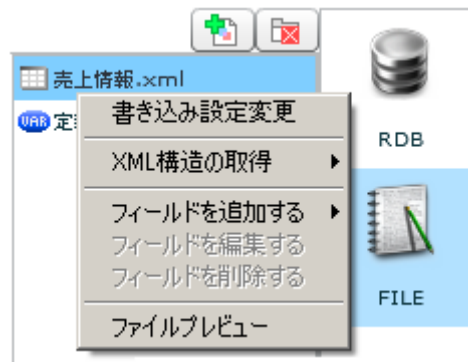 売上情報.xml
VAR 定
書き込み設定変更
XML構造の取得
フィールドを追加する
フィールドを編集する
フィールドを削除する
ファイルプレビュー
RDB
FILE